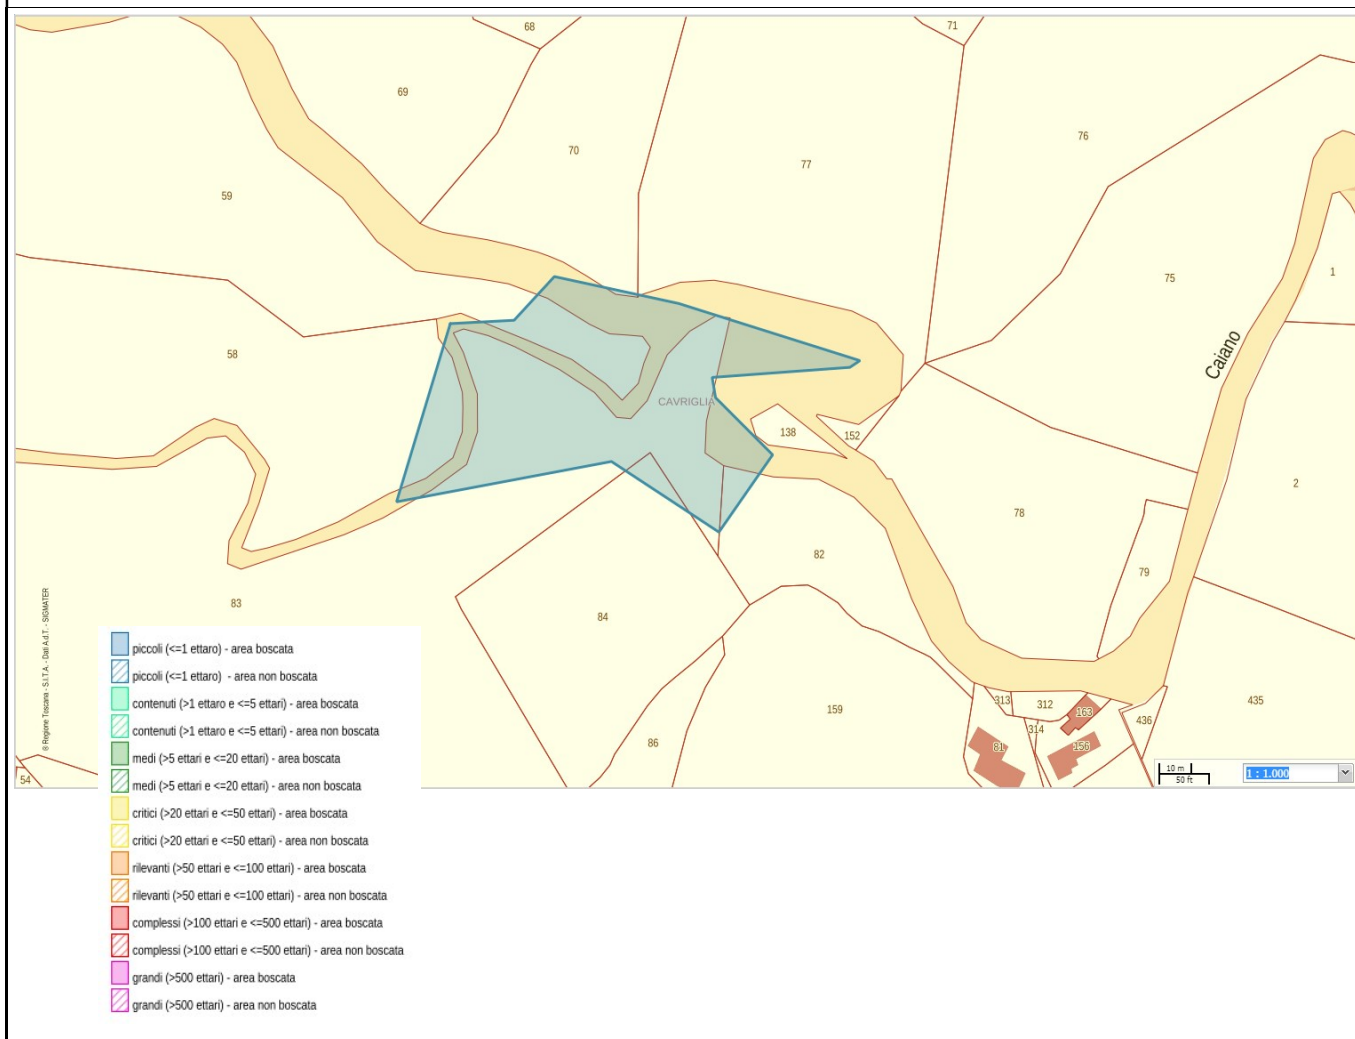 68
71
69
76
70
77
59
1
75
58
Caiano
CAVRIGLIA
138
152
2
78
82
79
83
84
© Regione Toscana - S.I.T.A. - Dati A.d.T. - SIGMATER
313
312
163
435
159
436
314
86
81
156
54
10 m
50 ft
1 : 1.000
piccoli (<=1 ettaro) - area boscata
piccoli (<=1 ettaro) - area non boscata
contenuti (>1 ettaro e <=5 ettari) - area boscata
contenuti (>1 ettaro e <=5 ettari) - area non boscata
medi (>5 ettari e <=20 ettari) - area boscata
medi (>5 ettari e <=20 ettari) - area non boscata
critici (>20 ettari e <=50 ettari) - area boscata
critici (>20 ettari e <=50 ettari) - area non boscata
rilevanti (>50 ettari e <=100 ettari) - area boscata
rilevanti (>50 ettari e <=100 ettari) - area non boscata
complessi (>100 ettari e <=500 ettari) - area boscata
complessi (>100 ettari e <=500 ettari) - area non boscata
grandi (>500 ettari) - area boscata
grandi (>500 ettari) - area non boscata